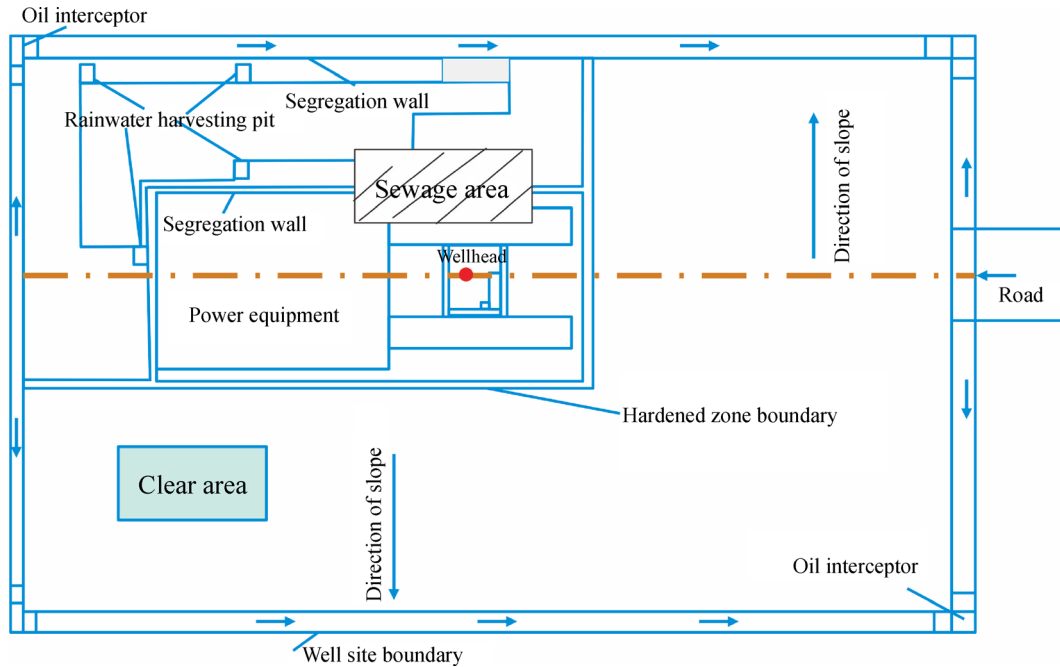 Oil interceptor
Segregation wall
Rainwater harvesting pit
Sewage area
Segregation wall
Direction of slope
Wellhead
Road
Power equipment
Hardened zone boundary
Clear area
Direction of slope
Oil interceptor
Well site boundary